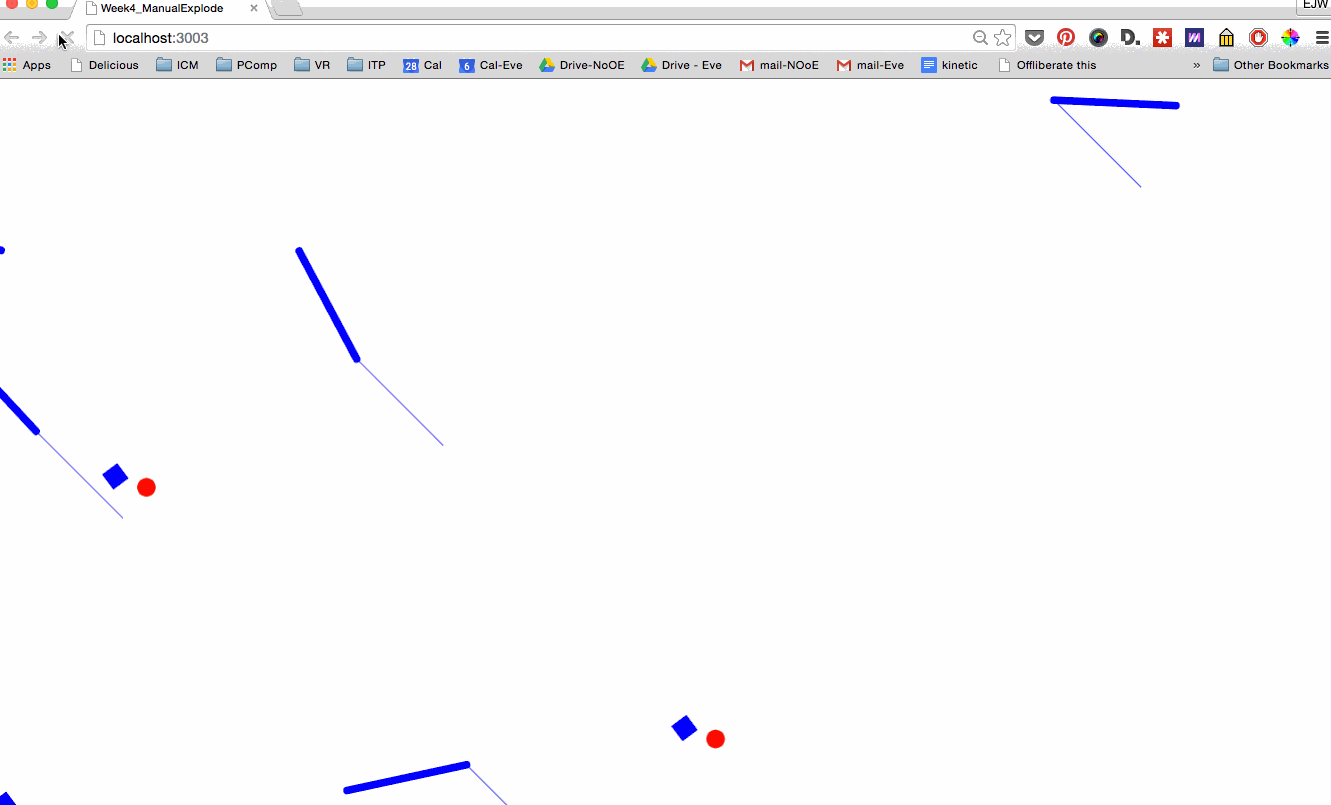 Week4_ManualExplode
EJW
localhost:3003
D.
Apps Delicious ICM PComp VR ITP 28 Cal 6 Cal-Eve Drive-NoOE Drive - Eve mail-NOoE mail-Eve kinetic Offliberate this » Other Bookmarks